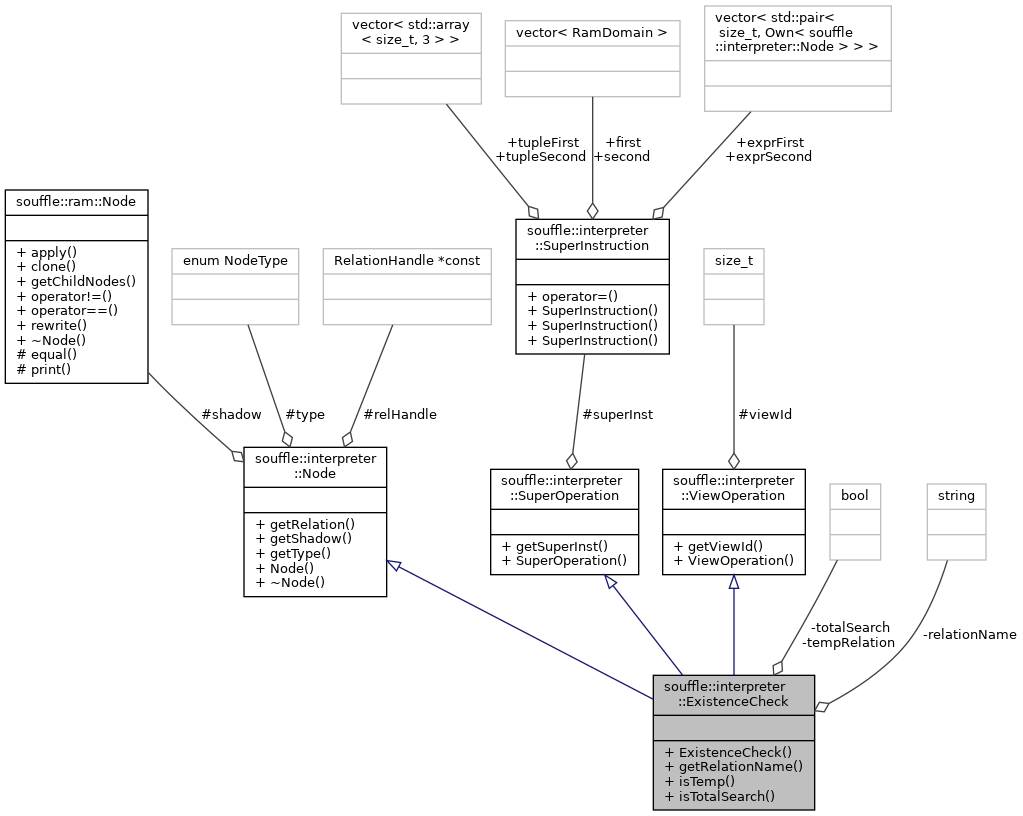 vector< std::array
< size_t, 3 > >
vector< RamDomain >
vector< std::pair<
size_t, Own< souffle
::interpreter::Node > > >
+tupleFirst
+tupleSecond
+first
+second
+exprFirst
+exprSecond
souffle::ram::Node
+ apply()
+ clone()
+ getChildNodes()
+ operator!=()
+ operator==()
+ rewrite()
+ ~Node()
# equal()
# print()
enum NodeType
RelationHandle *const
souffle::interpreter
::SuperInstruction
+ operator=()
+ SuperInstruction()
+ SuperInstruction()
+ SuperInstruction()
size_t
#shadow
#type
#relHandle
#superInst
#viewId
souffle::interpreter
::Node
+ getRelation()
+ getShadow()
+ getType()
+ Node()
+ ~Node()
souffle::interpreter
::SuperOperation
+ getSuperInst()
+ SuperOperation()
souffle::interpreter
::ViewOperation
+ getViewId()
+ ViewOperation()
bool
string
-totalSearch
-tempRelation
-relationName
souffle::interpreter
::ExistenceCheck
+ ExistenceCheck()
+ getRelationName()
+ isTemp()
+ isTotalSearch()